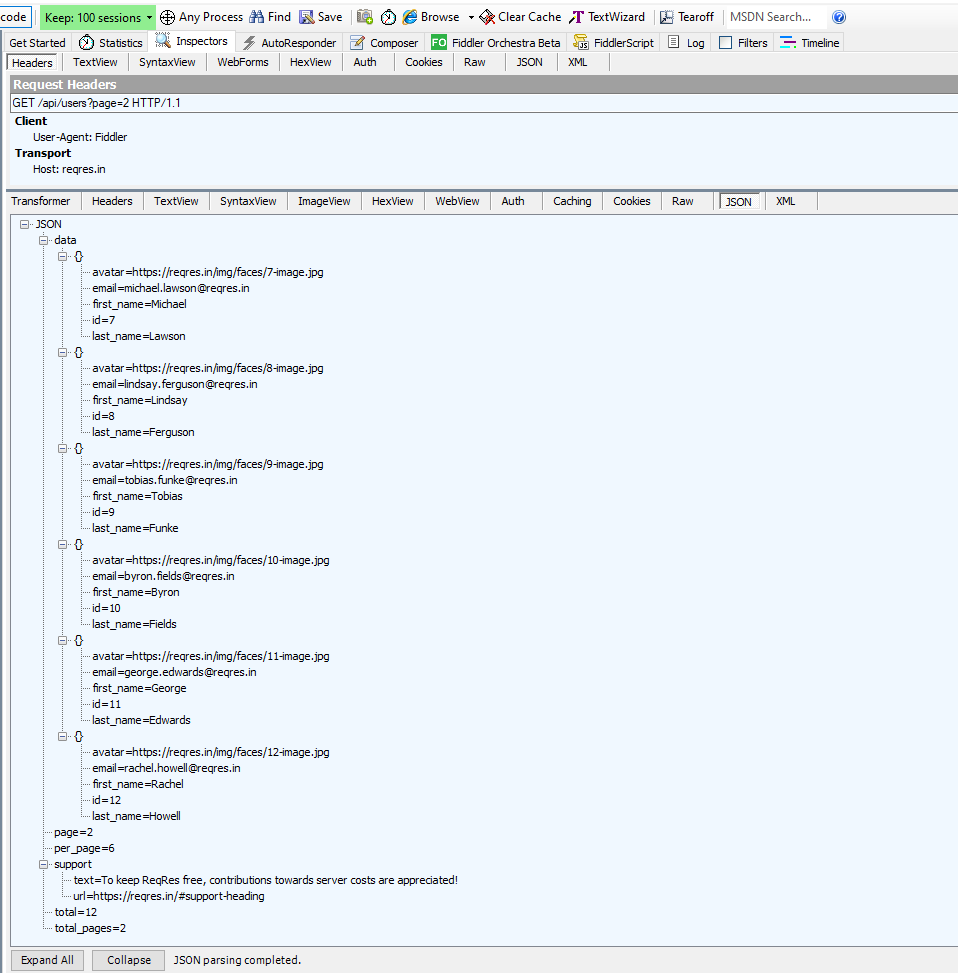 code Keep: 100 sessions Any Process Find Save Browse Clear Cache TextWizard Tearoff MSDN Search...
Get Started Statistics Inspectors AutoResponder Composer FO Fiddler Orchestra Beta FiddlerScript Log Filters Timeline
Headers TextView SyntaxView WebForms HexView Auth Cookies Raw JSON XML
Request Headers
GET /api/users?page=2 HTTP/1.1
Client
User-Agent: Fiddler
Transport
Host: reqres.in
Transformer Headers TextView SyntaxView ImageView HexView WebView Auth Caching Cookies Raw JSON XML
JSON
data
{}
avatar=https://reqres.in/img/faces/7-image.jpg
email=michael.lawson@reqres.in
first_name=Michael
id=7
last_name=Lawson
{}
avatar=https://reqres.in/img/faces/8-image.jpg
email=lindsay.ferguson@reqres.in
first_name=Lindsay
id=8
last_name=Ferguson
{}
avatar=https://reqres.in/img/faces/9-image.jpg
email=tobias.funke@reqres.in
first_name=Tobias
id=9
last_name=Funke
{}
avatar=https://reqres.in/img/faces/10-image.jpg
email=byron.fields@reqres.in
first_name=Byron
id=10
last_name=Fields
{}
avatar=https://reqres.in/img/faces/11-image.jpg
email=george.edwards@reqres.in
first_name=George
id=11
last_name=Edwards
{}
avatar=https://reqres.in/img/faces/12-image.jpg
email=rachel.howell@reqres.in
first_name=Rachel
id=12
last_name=Howell
page=2
per_page=6
support
text=To keep ReqRes free, contributions towards server costs are appreciated!
url=https://reqres.in/#support-heading
total=12
total_pages=2
Expand All Collapse JSON parsing completed.